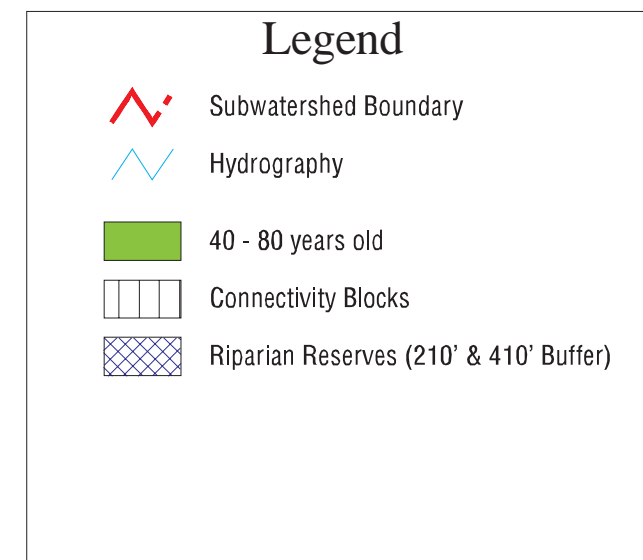 Legend
Subwatershed Boundary
Hydrography
40 - 80 years old
Connectivity Blocks
Riparian Reserves (210' & 410' Buffer)